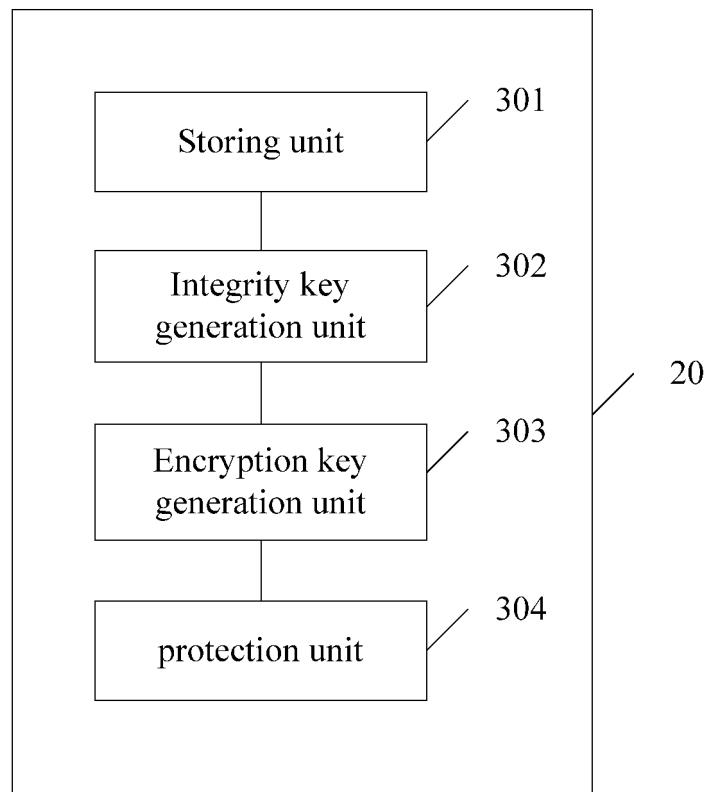 Storing unit
301
Integrity key
generation unit
302
Encryption key
generation unit
303
protection unit
304
20